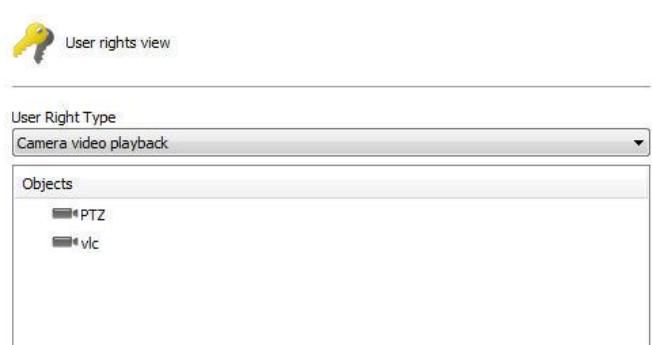 User rights view
User Right Type
Camera video playback
Objects
PTZ
vlc